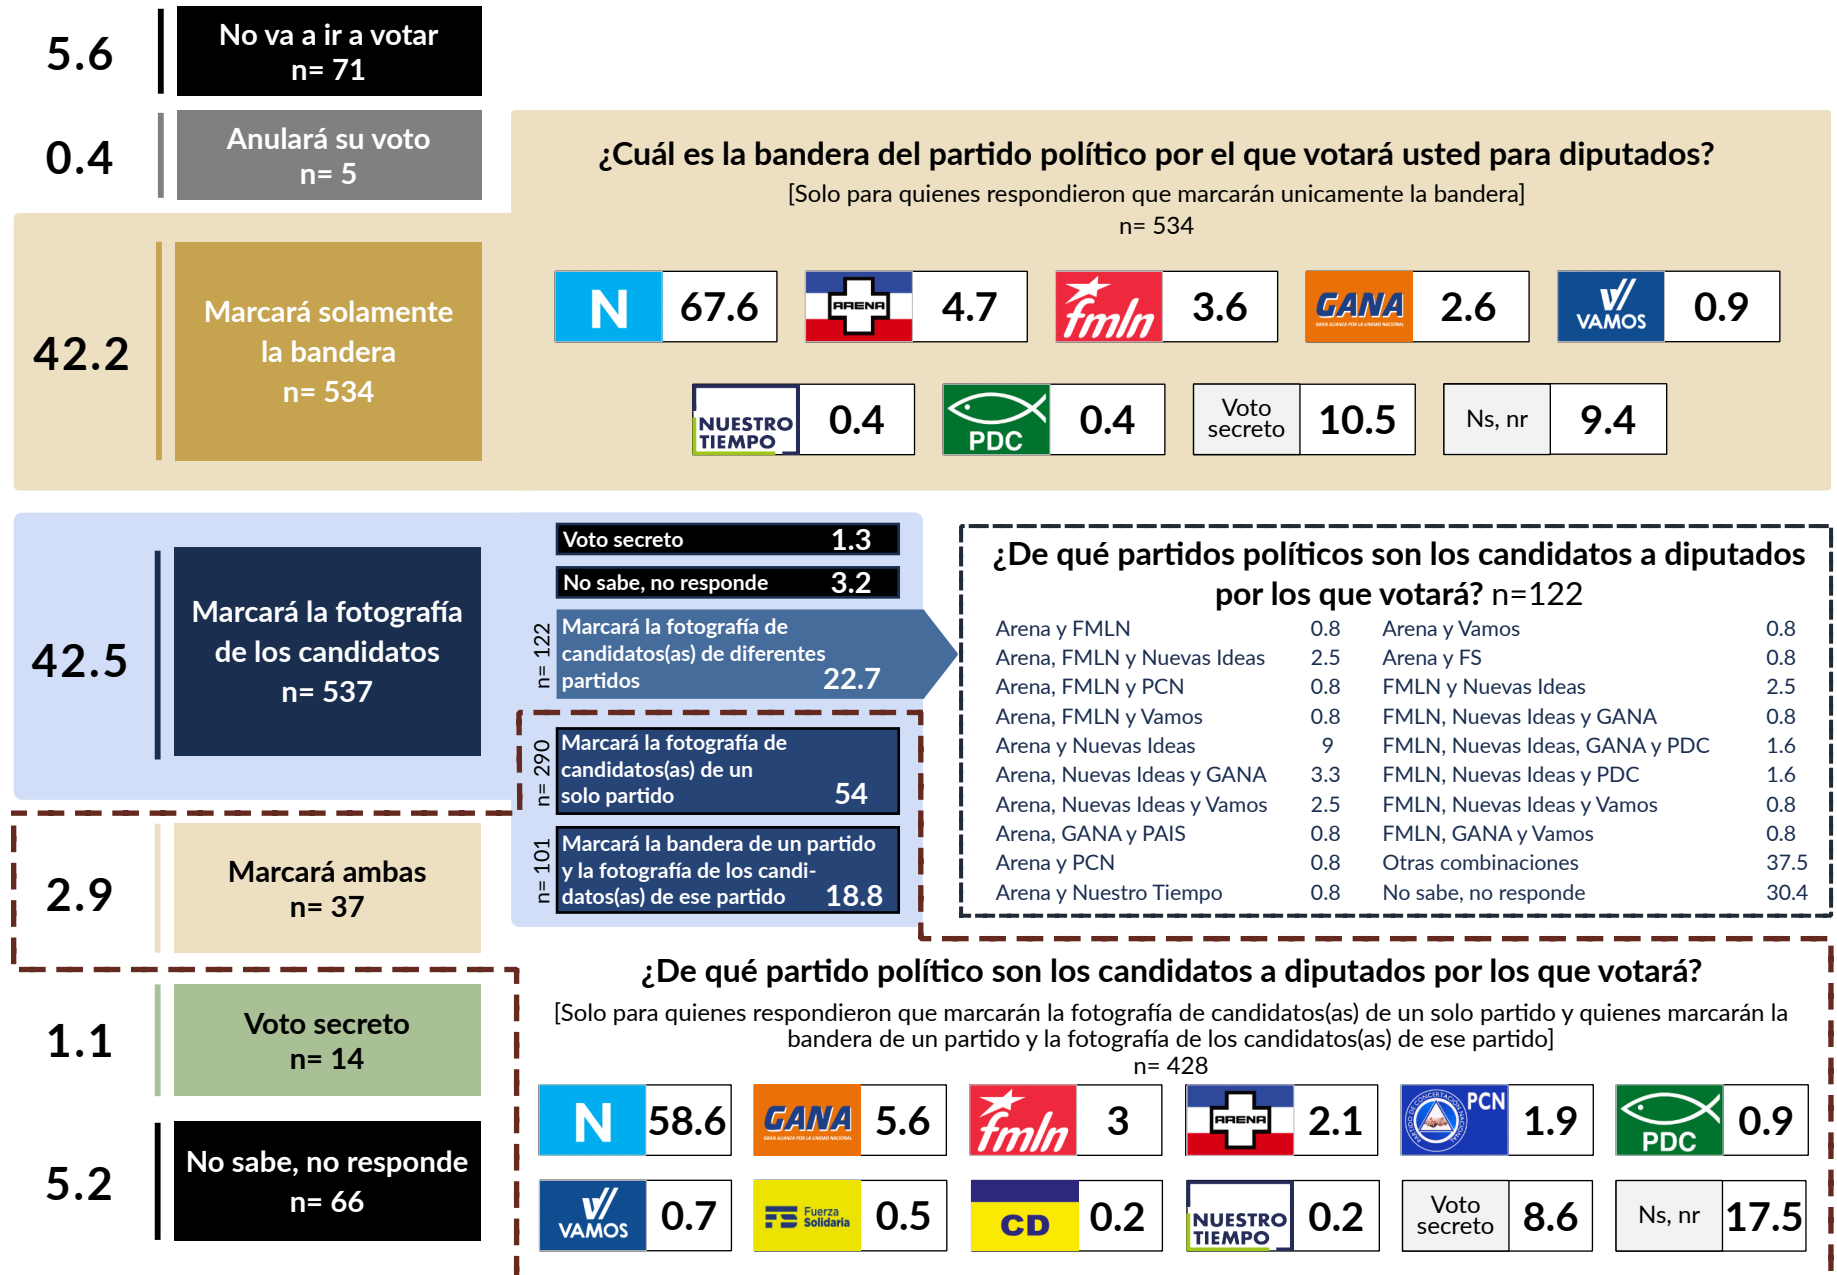 5.6
No va a ir a votar
n= 71
0.4
Anulará su voto
n= 5
42.2
Marcará solamente
la bandera
n= 534
¿Cuál es la bandera del partido político por el que votará usted para diputados?
[Solo para quienes respondieron que marcarán unicamente la bandera]
n= 534
N 67.6
ARENA 4.7
fmln 3.6
GANA
GRAN ALIANZA POR LA UNIDAD NACIONAL
2.6
VAMOS 0.9
NUESTRO
TIEMPO
0.4
PDC 0.4
Voto
secreto
10.5
Ns, nr 9.4
42.5
Marcará la fotografía
de los candidatos
n= 537
Voto secreto 1.3
No sabe, no responde 3.2
n= 122
Marcará la fotografía de
candidatos(as) de diferentes
partidos 22.7
n= 290
Marcará la fotografía de
candidatos(as) de un
solo partido 54
n= 101
Marcará la bandera de un partido
y la fotografía de los candi-
datos(as) de ese partido 18.8
¿De qué partidos políticos son los candidatos a diputados
por los que votará? n=122
Arena y FMLN 0.8
Arena, FMLN y Nuevas Ideas 2.5
Arena, FMLN y PCN 0.8
Arena, FMLN y Vamos 0.8
Arena y Nuevas Ideas 9
Arena, Nuevas Ideas y GANA 3.3
Arena, Nuevas Ideas y Vamos 2.5
Arena, GANA y PAIS 0.8
Arena y PCN 0.8
Arena y Nuestro Tiempo 0.8
Arena y Vamos 0.8
Arena y FS 0.8
FMLN y Nuevas Ideas 2.5
FMLN, Nuevas Ideas y GANA 0.8
FMLN, Nuevas Ideas, GANA y PDC 1.6
FMLN, Nuevas Ideas y PDC 1.6
FMLN, Nuevas Ideas y Vamos 0.8
FMLN, GANA y Vamos 0.8
Otras combinaciones 37.5
No sabe, no responde 30.4
2.9
Marcará ambas
n= 37
1.1
Voto secreto
n= 14
5.2
No sabe, no responde
n= 66
¿De qué partido político son los candidatos a diputados por los que votará?
[Solo para quienes respondieron que marcarán la fotografía de candidatos(as) de un solo partido y quienes marcarán la
bandera de un partido y la fotografía de los candidatos(as) de ese partido]
n= 428
N 58.6
GANA
GRAN ALIANZA POR LA UNIDAD NACIONAL
5.6
fmln 3
ARENA 2.1
PARTIDO DE CONCERTACIÓN NACIONAL
PCN 1.9
PDC 0.9
VAMOS 0.7
FS Fuerza
Solidaria
0.5
CD 0.2
NUESTRO
TIEMPO
0.2
Voto
secreto
8.6
Ns, nr 17.5